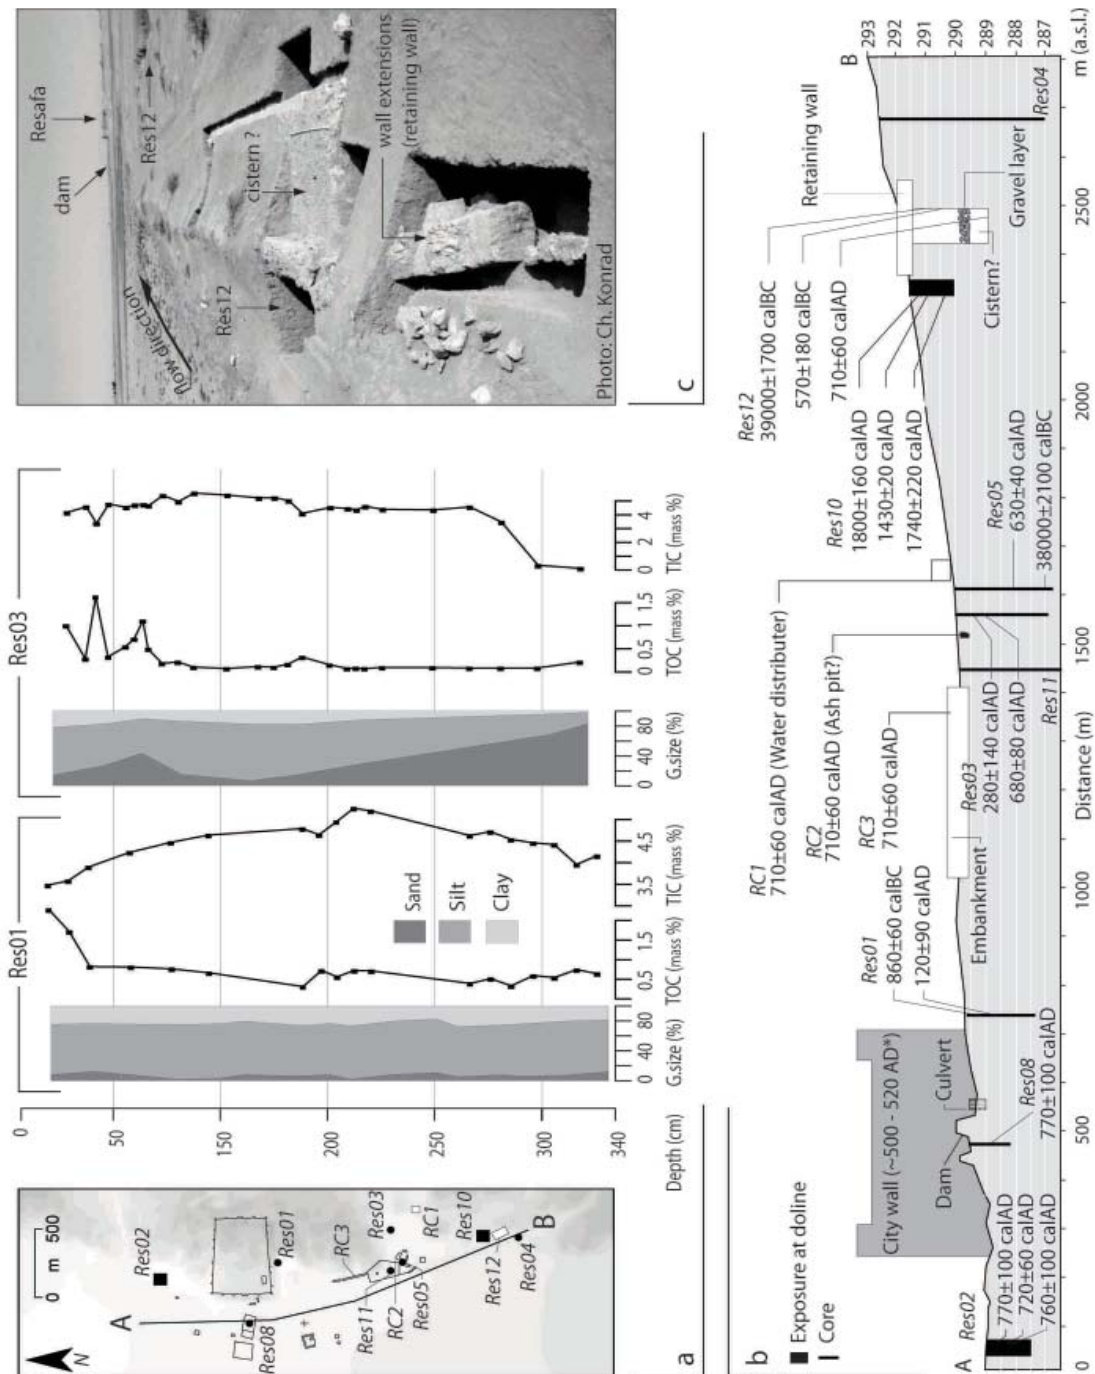 Res01
Res03
N
0 m 500
A
Res02
Res08
Res01
RC3
Res03
Res11
RC2
Res05
RC1
Res10
Res12
Res04
B
0
50
150
200
250
300
340
Depth (cm)
0 40 80
G.size (%)
0.5 1.5
TOC (mass %)
3.5 4.5
TIC (mass %)
Sand
Silt
Clay
0 40 80
G.size (%)
0 0.5 1 1.5
TOC (mass %)
0 2 4
TIC (mass %)
a
Resafa
dam
Res12
flow direction
Res12
cistern ?
wall extensions
(retaining wall)
Photo: Ch. Konrad
c
b
Exposure at doline
Core
A
Res02
770±100 calAD
720±60 calAD
760±100 calAD
City wall (~500 - 520 AD*)
Dam
Culvert
Res08
770±100 calAD
Res01
860±60 calBC
120±90 calAD
Embankment
RC1
710±60 calAD (Water distributer)
RC2
710±60 calAD (Ash pit?)
RC3
710±60 calAD
Res03
280±140 calAD
680±80 calAD
Res11
Res10
1800±160 calAD
1430±20 calAD
1740±220 calAD
Res05
630±40 calAD
38000±2100 calBC
Res12
39000±1700 calBC
570±180 calBC
710±60 calAD
Retaining wall
Cistern?
Gravel layer
Res04
B
293
292
291
290
289
288
287
m (a.s.l.)
0 500 1000 1500 2000 2500
Distance (m)